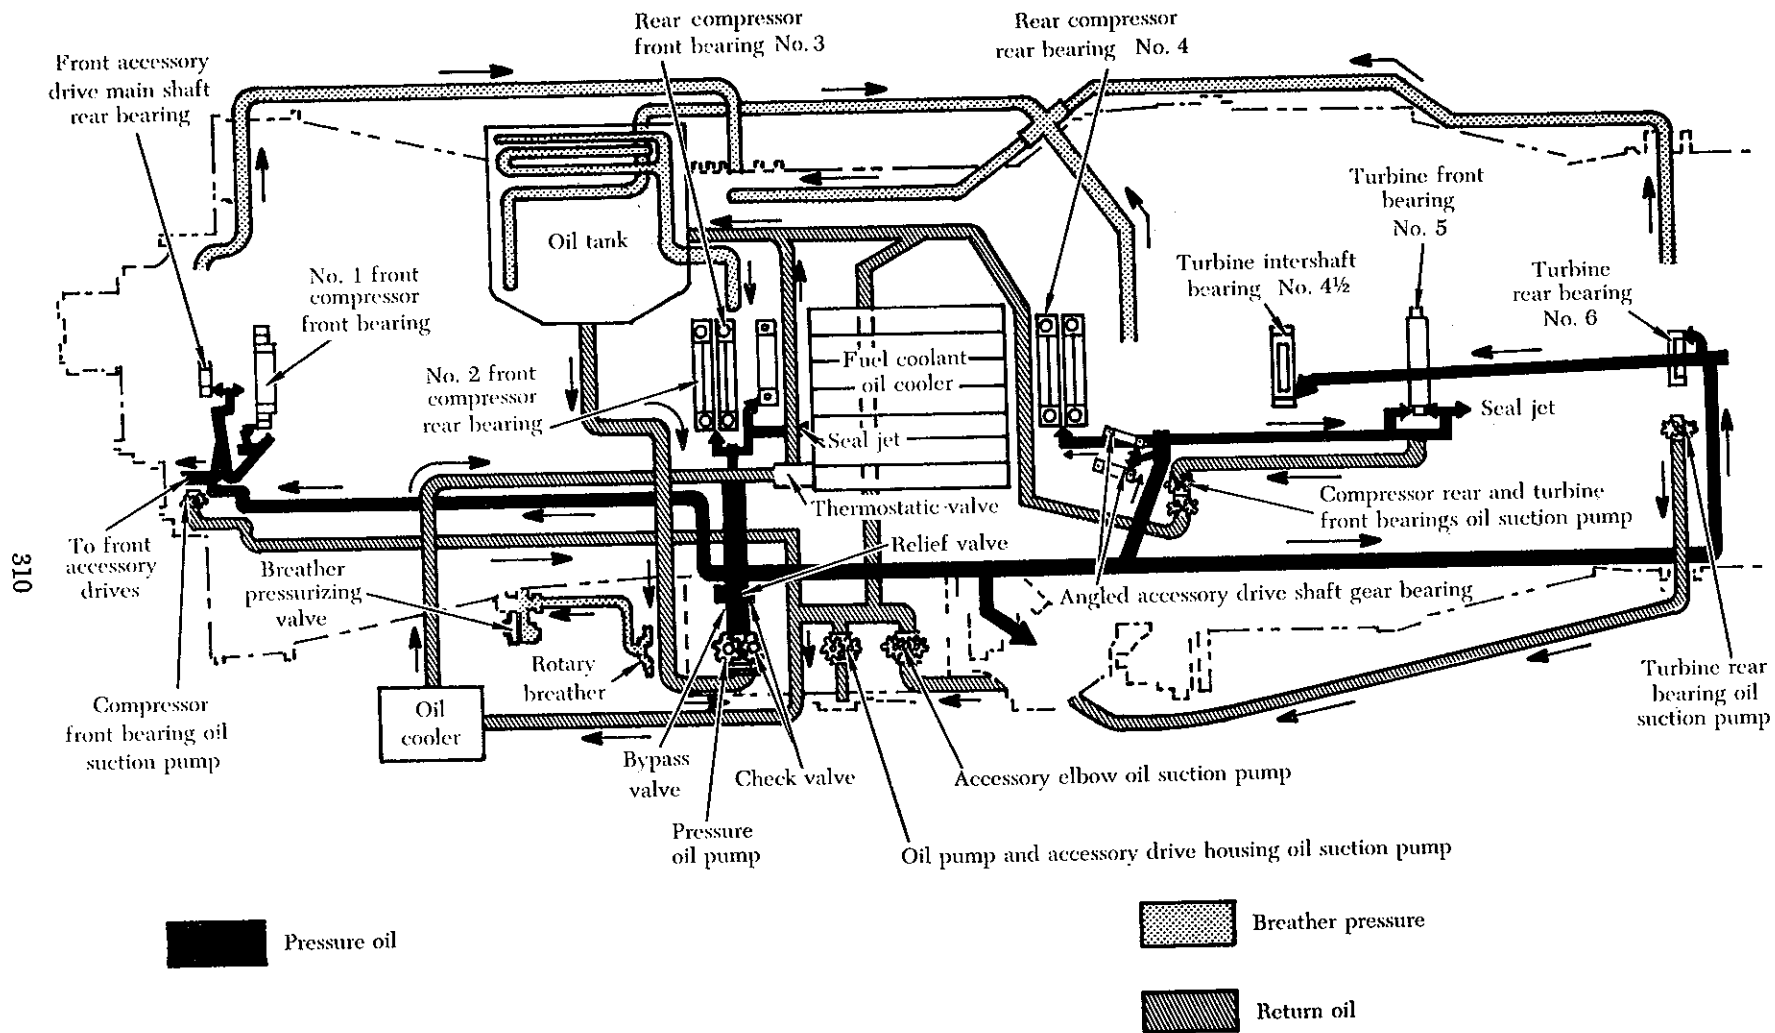 Rear compressor
front bearing No. 3
Rear compressor
rear bearing No. 4
Front accessory
drive main shaft
rear bearing
Oil tank
No. 1 front
compressor
front bearing
Turbine front
bearing
No. 5
Turbine intershaft
bearing No. 4½
Turbine
rear bearing
No. 6
Fuel coolant
oil cooler
No. 2 front
compressor
rear bearing
Seal jet
Seal jet
Thermostatic valve
Compressor rear and turbine
front bearings oil suction pump
To front
accessory
drives
Relief valve
310
Breather
pressurizing
valve
Angled accessory drive shaft gear bearing
Rotary
breather
Turbine rear
bearing oil
suction pump
Compressor
front bearing oil
suction pump
Oil
cooler
Bypass
valve
Check valve
Accessory elbow oil suction pump
Pressure
oil pump
Oil pump and accessory drive housing oil suction pump
Pressure oil
Breather pressure
Return oil